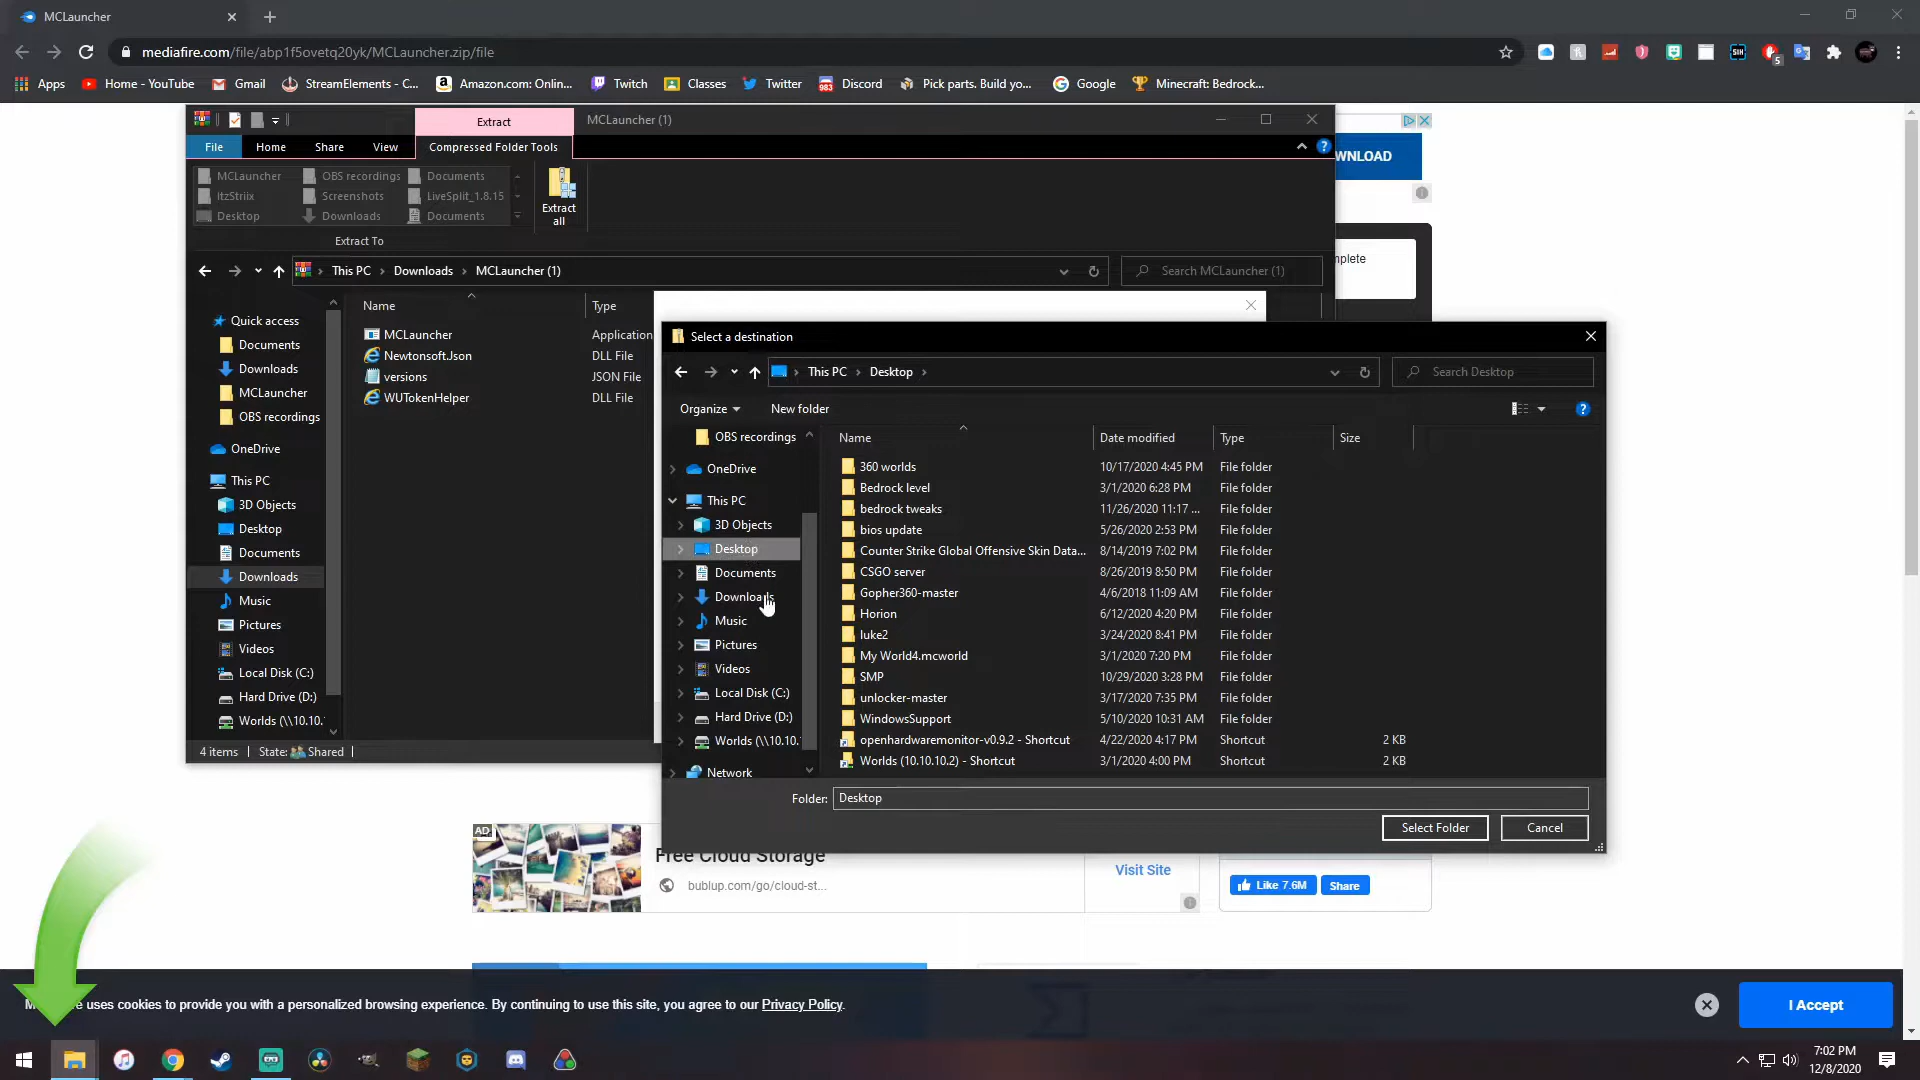 MCLauncher
mediafire.com/file/abp1f5ovetq20yk/MCLauncher.zip/file
5
Apps
Home - YouTube
Gmail
StreamElements - C...
Amazon.com: Onlin...
Twitch
Classes
Twitter
983
Discord
Pick parts. Build yo...
Google
Minecraft: Bedrock...
Extract
MCLauncher (1)
File
Home
Share
View
Compressed Folder Tools
WNLOAD
MCLauncher
OBS recordings
Documents
ItzStriix
Screenshots
LiveSplit_1.8.15
Desktop
Downloads
Documents
Extract all
Extract To
mplete
This PC
Downloads
MCLauncher (1)
Search MCLauncher (1)
Quick access
Documents
Downloads
MCLauncher
OBS recordings
OneDrive
This PC
3D Objects
Desktop
Documents
Downloads
Music
Pictures
Videos
Local Disk (C:)
Hard Drive (D:)
Worlds (\\10.10.
Name
Type
MCLauncher
Application
Newtonsoft.Json
DLL File
versions
JSON File
WUTokenHelper
DLL File
4 items
State:
Shared
Select a destination
This PC
Desktop
Search Desktop
Organize
New folder
OBS recordings
OneDrive
This PC
3D Objects
Desktop
Documents
Downloads
Music
Pictures
Videos
Local Disk (C:)
Hard Drive (D:)
Worlds (\\10.10.
Network
Name
Date modified
Type
Size
360 worlds 10/17/2020 4:45 PM File folder
Bedrock level 3/1/2020 6:28 PM File folder
bedrock tweaks 11/26/2020 11:17 ... File folder
bios update 5/26/2020 2:53 PM File folder
Counter Strike Global Offensive Skin Data... 8/14/2019 7:02 PM File folder
CSGO server 8/26/2019 8:50 PM File folder
Gopher360-master 4/6/2018 11:09 AM File folder
Horion 6/12/2020 4:20 PM File folder
luke2 3/24/2020 8:41 PM File folder
My World4.mcworld 3/1/2020 7:20 PM File folder
SMP 10/29/2020 3:28 PM File folder
unlocker-master 3/17/2020 7:35 PM File folder
WindowsSupport 5/10/2020 10:31 AM File folder
openhardwaremonitor-v0.9.2 - Shortcut 4/22/2020 4:17 PM Shortcut 2 KB
Worlds (10.10.10.2) - Shortcut 3/1/2020 4:00 PM Shortcut 2 KB
Folder:
Desktop
Select Folder
Cancel
AD
Free Cloud Storage
bublup.com/go/cloud-st...
Visit Site
Like 7.6M
Share
uses cookies to provide you with a personalized browsing experience. By continuing to use this site, you agree to our Privacy Policy.
I Accept
7:02 PM
12/8/2020